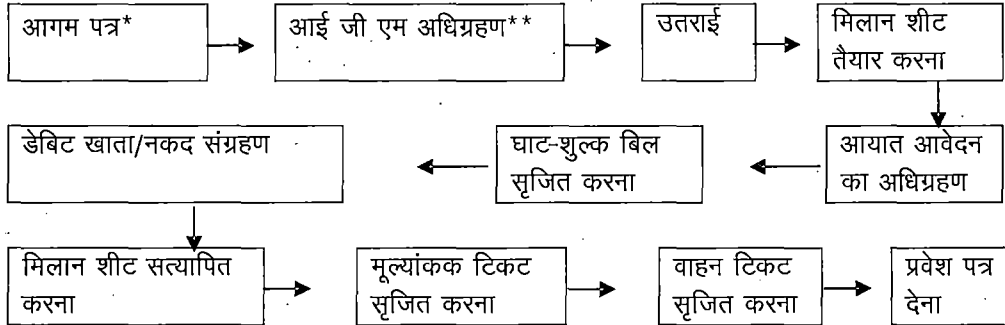 आगम पत्र*
आई जी एम अधिग्रहण**
उतराई
मिलान शीट
तैयार करना
आयात आवेदन
का अधिग्रहण
घाट-शुल्क बिल
सृजित करना
डेबिट खाता/नकद संग्रहण
मिलान शीट सत्यापित
करना
मूल्यांकक टिकट
सृजित करना
वाहन टिकट
सृजित करना
प्रवेश पत्र
देना